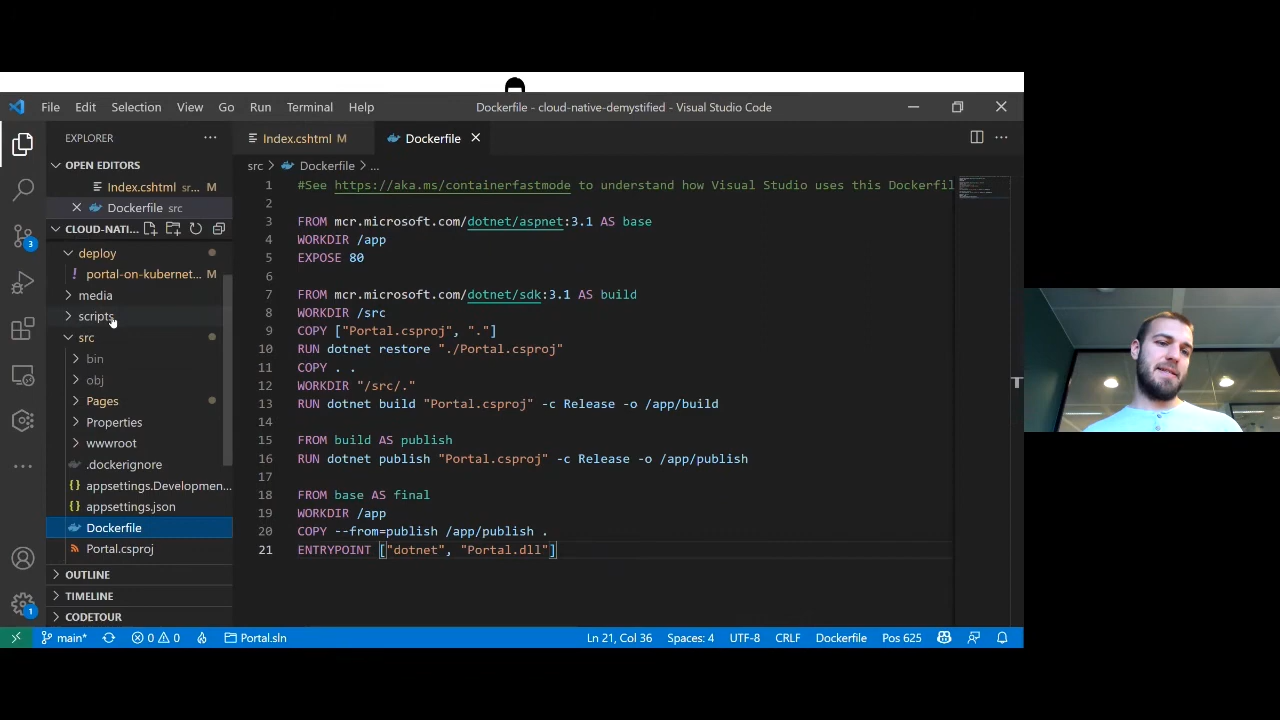 File Edit Selection View Go Run Terminal Help Dockerfile - cloud-native-demystified - Visual Studio Code
EXPLORER
Index.cshtml M
Dockerfile
OPEN EDITORS
Index.cshtml sr... M
Dockerfile src
CLOUD-NATI...
deploy
portal-on-kubernet... M
media
scripts
src
bin
obj
Pages
Properties
wwwroot
.dockerignore
appsettings.Developmen...
appsettings.json
Dockerfile
Portal.csproj
OUTLINE
TIMELINE
CODETOUR
3
1
src > Dockerfile > ...
1 #See https://aka.ms/containerfastmode to understand how Visual Studio uses this Dockerfil
2
3 FROM mcr.microsoft.com/dotnet/aspnet:3.1 AS base
4 WORKDIR /app
5 EXPOSE 80
6
7 FROM mcr.microsoft.com/dotnet/sdk:3.1 AS build
8 WORKDIR /src
9 COPY ["Portal.csproj", "."]
10 RUN dotnet restore "./Portal.csproj"
11 COPY . .
12 WORKDIR "/src/."
13 RUN dotnet build "Portal.csproj" -c Release -o /app/build
14
15 FROM build AS publish
16 RUN dotnet publish "Portal.csproj" -c Release -o /app/publish
17
18 FROM base AS final
19 WORKDIR /app
20 COPY --from=publish /app/publish .
21 ENTRYPOINT ["dotnet", "Portal.dll"]
main* 0 0 Portal.sln Ln 21, Col 36 Spaces: 4 UTF-8 CRLF Dockerfile Pos 625